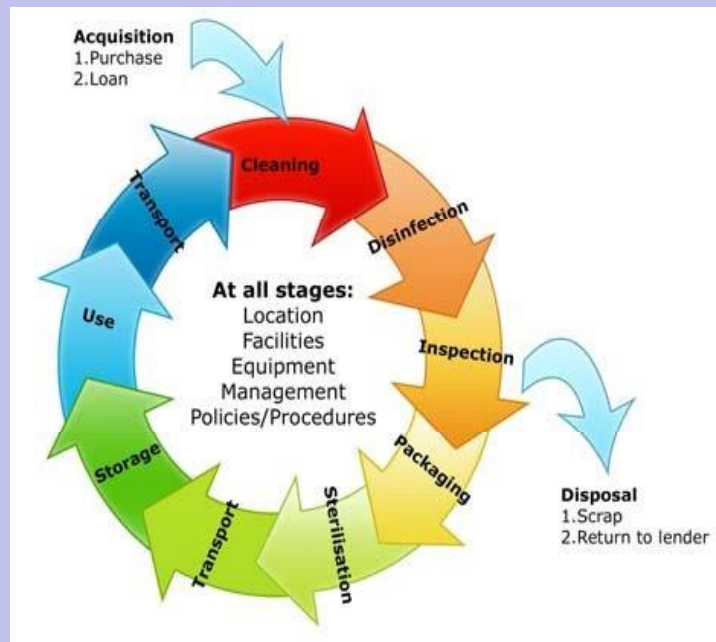 Acquisition
1.Purchase
2.Loan
Cleaning
Disinfection
Inspection
Packaging
Sterilisation
Transport
Storage
Use
Transport
At all stages:
Location
Facilities
Equipment
Management
Policies/Procedures
Disposal
1.Scrap
2.Return to lender